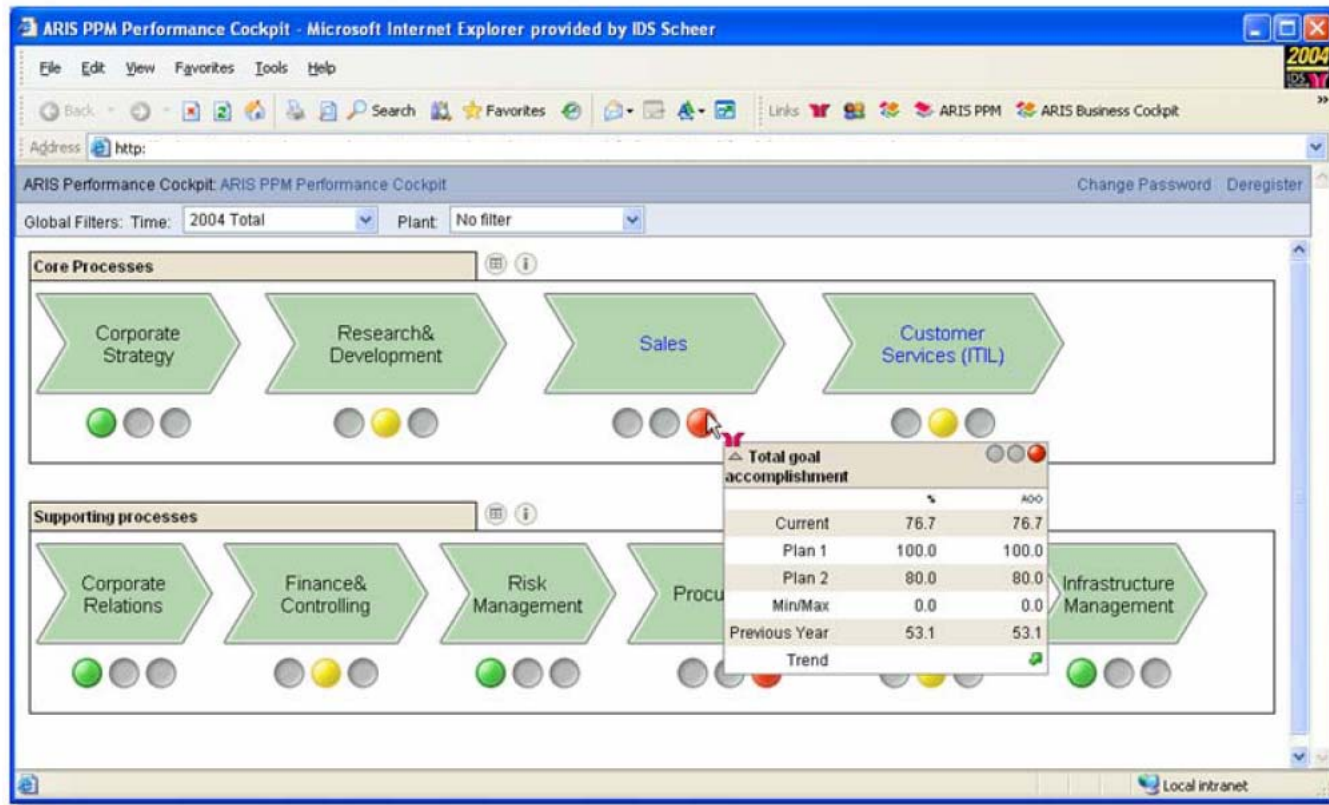 ARIS PPM Performance Cockpit - Microsoft Internet Explorer provided by IDS Scheer
File Edit View Favorites Tools Help
2004
IDS
Back Search Favorites Links ARIS PPM ARIS Business Cockpit
Address http:
ARIS Performance Cockpit: ARIS PPM Performance Cockpit Change Password Deregister
Global Filters: Time: 2004 Total Plant: No filter
Core Processes
Corporate
Strategy
Research&
Development
Sales
Customer
Services (ITIL)
Total goal
accomplishment
% AOO
Current 76.7 76.7
Plan 1 100.0 100.0
Plan 2 80.0 80.0
Min/Max 0.0 0.0
Previous Year 53.1 53.1
Trend
Supporting processes
Corporate
Relations
Finance&
Controlling
Risk
Management
Procu
Infrastructure
Management
Local intranet